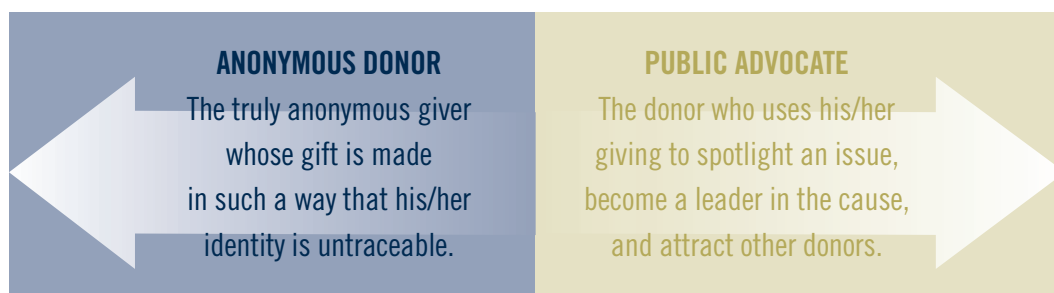 ANONYMOUS DONOR
The truly anonymous giver
whose gift is made
in such a way that his/her
identity is untraceable.
PUBLIC ADVOCATE
The donor who uses his/her
giving to spotlight an issue,
become a leader in the cause,
and attract other donors.